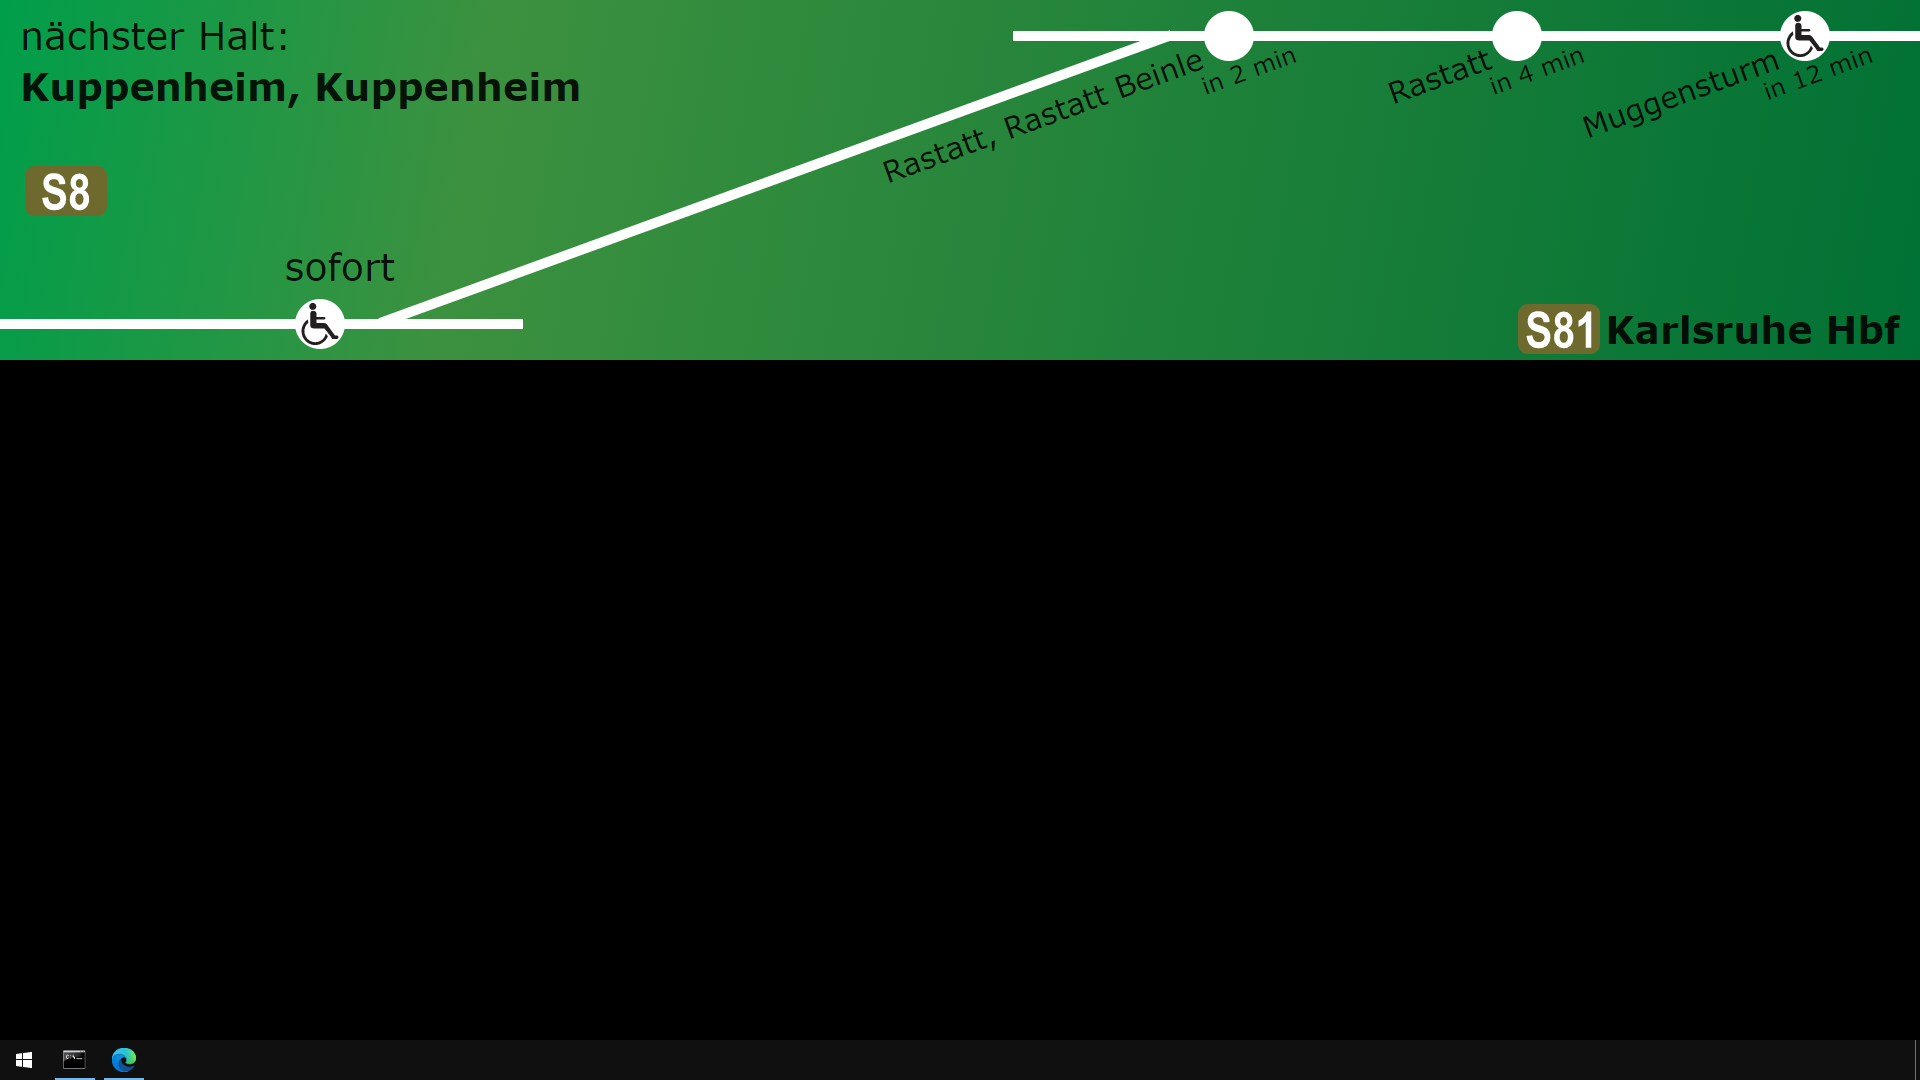 nächster Halt:
Kuppenheim, Kuppenheim
S8
sofort
Rastatt, Rastatt Beinle
in 2 min
Rastatt
in 4 min
Muggensturm
in 12 min
S81 Karlsruhe Hbf